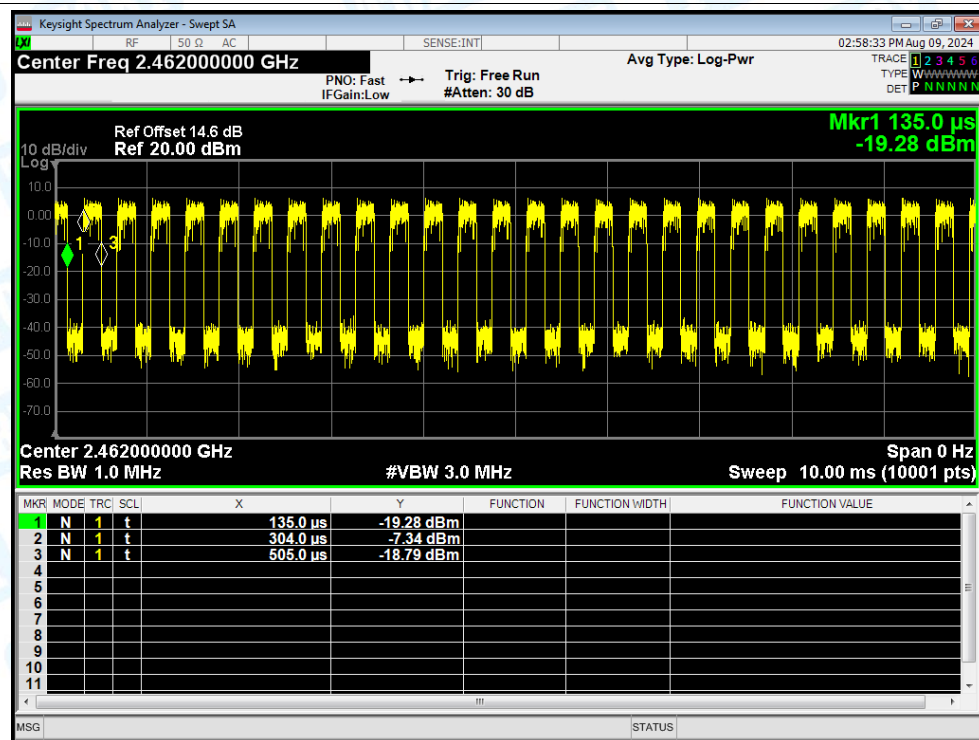 Keysight Spectrum Analyzer - Swept SA
LXI RF 50 Ω AC SENSE:INT 02:58:33 PM Aug 09, 2024
Center Freq 2.462000000 GHz Avg Type: Log-Pwr TRACE 1 2 3 4 5 6
PNO: Fast Trig: Free Run TYPE WWWWWWW
IFGain:Low #Atten: 30 dB DET P N N N N N
Mkr1 135.0 µs
Ref Offset 14.6 dB
10 dB/div Ref 20.00 dBm -19.28 dBm
Log
10.0
0.00
-10.0
1 3
-20.0
-30.0
-40.0
-50.0
-60.0
-70.0
Center 2.462000000 GHz Span 0 Hz
Res BW 1.0 MHz #VBW 3.0 MHz Sweep 10.00 ms (10001 pts)
MKR MODE TRC SCL X Y FUNCTION FUNCTION WIDTH FUNCTION VALUE
1 N 1 t 135.0 µs -19.28 dBm
2 N 1 t 304.0 µs -7.34 dBm
3 N 1 t 505.0 µs -18.79 dBm
4
5
6
7
8
9
10
11
MSG STATUS